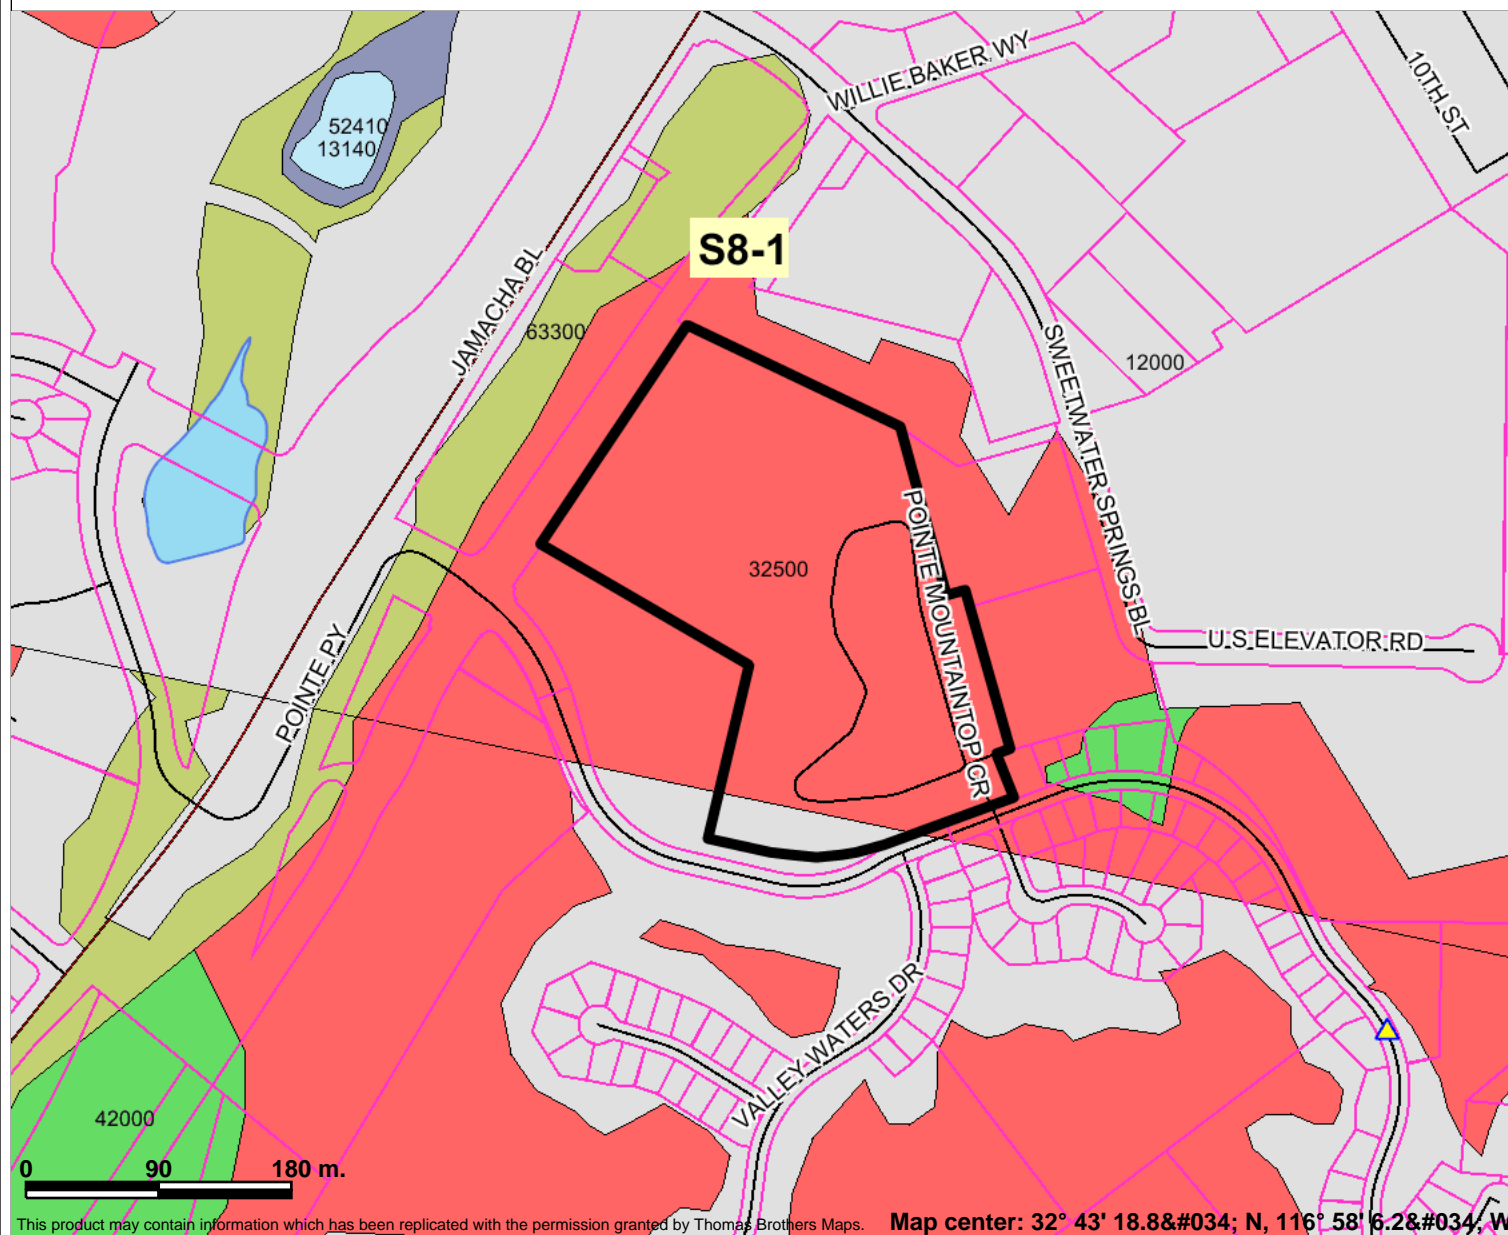 WILLIE BAKER WY
10TH ST
52410
13140
S8-1
JAMACHA BL
63300
SWEETWATER SPRINGS BL
12000
POINTE MOUNTAINTOP CR
32500
U S ELEVATOR RD
POINTE PY
VALLEY WATERS DR
42000
0 90 180 m.
This product may contain information which has been replicated with the permission granted by Thomas Brothers Maps.
Map center: 32° 43' 18.8&#034; N, 116° 58' 6.2&#034; W